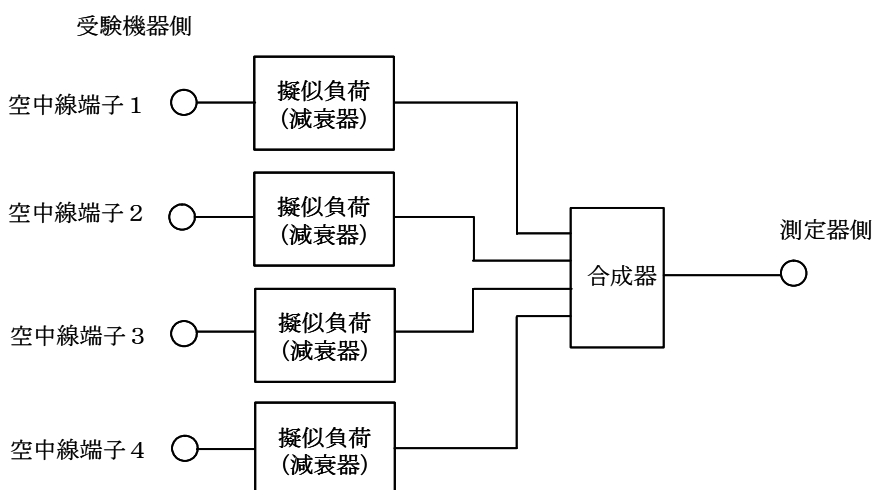 受験機器側
空中線端子1
擬似負荷
（減衰器）
空中線端子2
擬似負荷
（減衰器）
測定器側
合成器
空中線端子3
擬似負荷
（減衰器）
空中線端子4
擬似負荷
（減衰器）